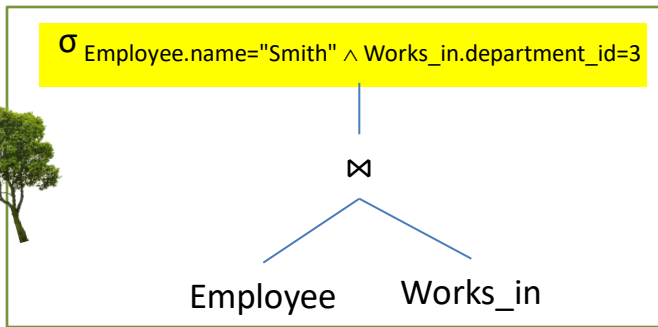 σ Employee.name="Smith" ∧ Works_in.department_id=3
⋈
Employee Works_in